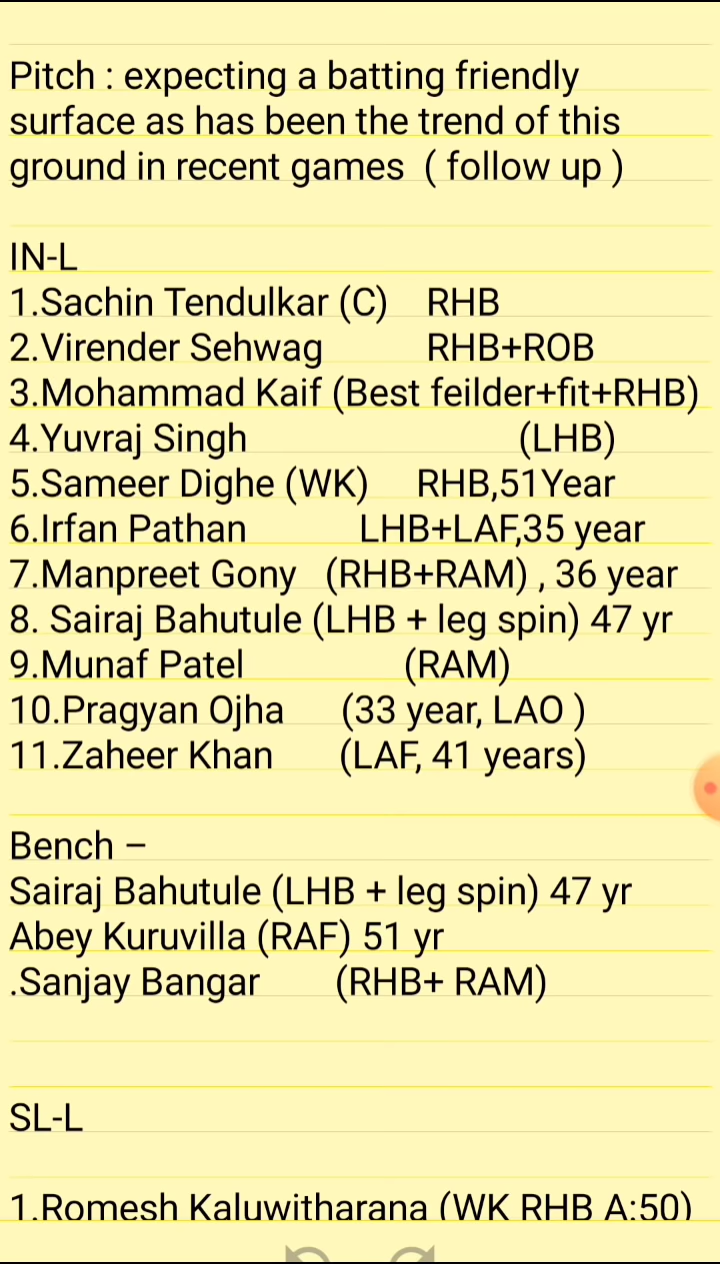 Pitch : expecting a batting friendly
surface as has been the trend of this
ground in recent games ( follow up )
IN-L
1.Sachin Tendulkar (C) RHB
2.Virender Sehwag RHB+ROB
3.Mohammad Kaif (Best feilder+fit+RHB)
4.Yuvraj Singh (LHB)
5.Sameer Dighe (WK) RHB,51Year
6.Irfan Pathan LHB+LAF,35 year
7.Manpreet Gony (RHB+RAM) , 36 year
8. Sairaj Bahutule (LHB + leg spin) 47 yr
9.Munaf Patel (RAM)
10.Pragyan Ojha (33 year, LAO )
11.Zaheer Khan (LAF, 41 years)
Bench –
Sairaj Bahutule (LHB + leg spin) 47 yr
Abey Kuruvilla (RAF) 51 yr
.Sanjay Bangar (RHB+ RAM)
SL-L
1.Romesh Kaluwitharana (WK RHB A:50)